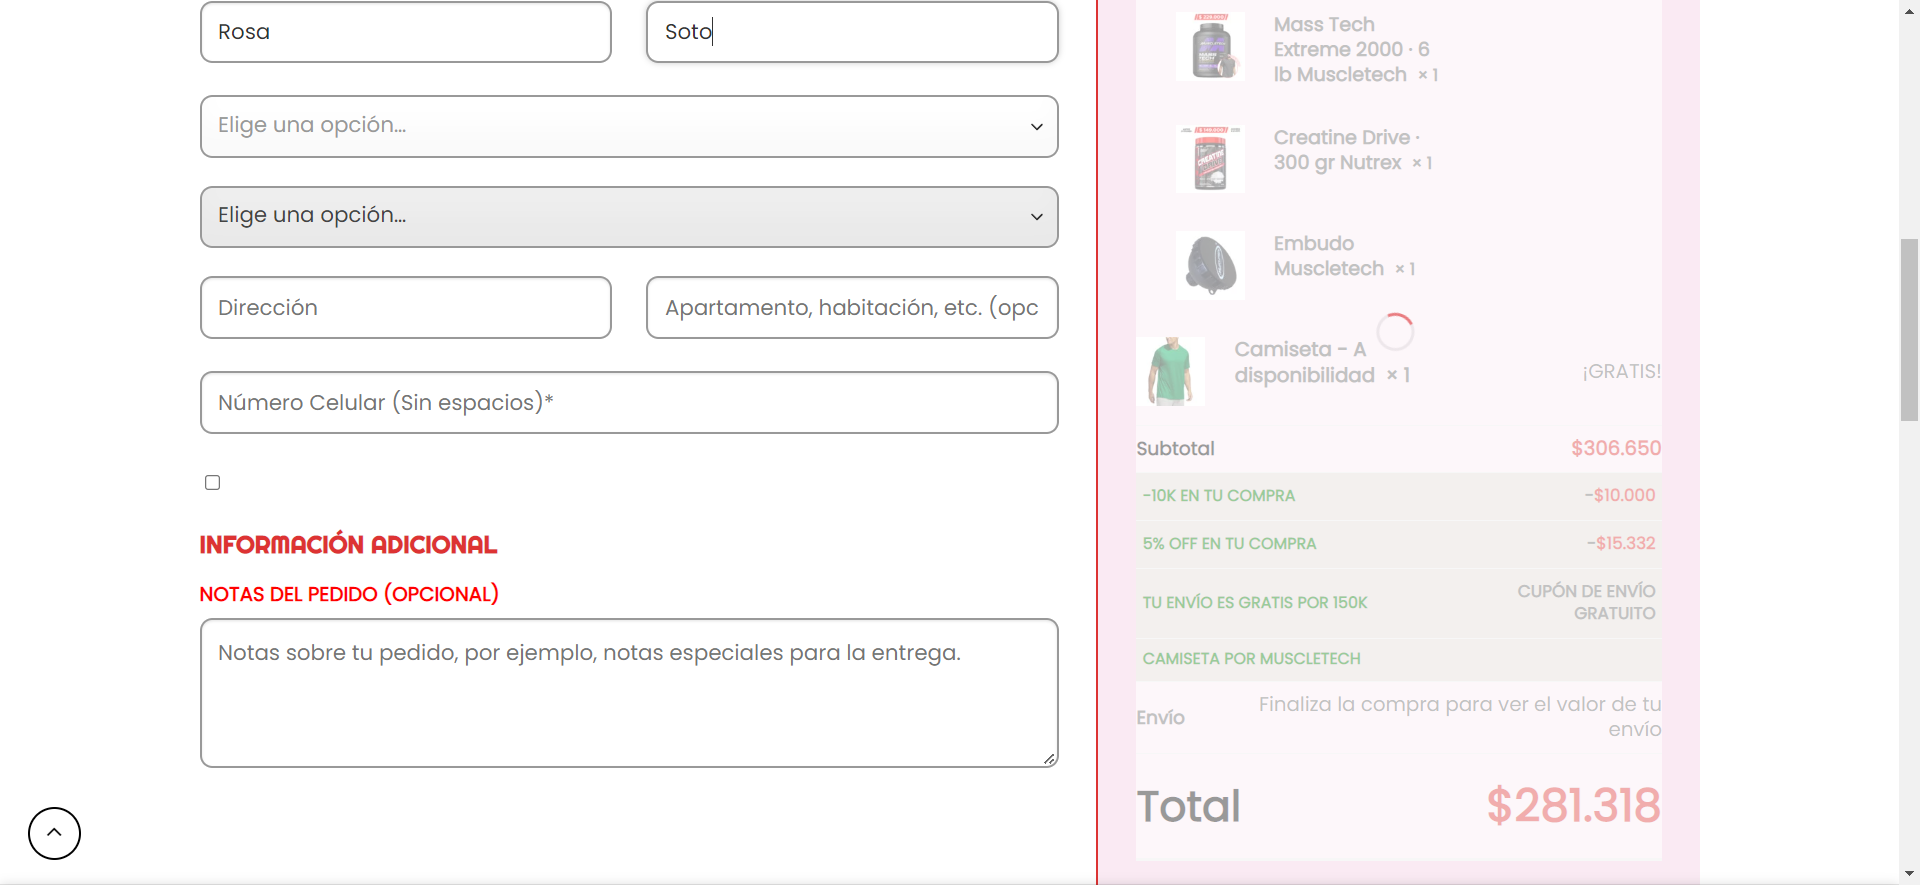 Rosa
Soto
Elige una opción...
Elige una opción...
Dirección
Apartamento, habitación, etc. (opc
Número Celular (Sin espacios)*
INFORMACIÓN ADICIONAL
NOTAS DEL PEDIDO (OPCIONAL)
Notas sobre tu pedido, por ejemplo, notas especiales para la entrega.
Mass Tech
Extreme 2000 · 6
lb Muscletech × 1
Creatine Drive ·
300 gr Nutrex × 1
Embudo
Muscletech × 1
Camiseta - A
disponibilidad × 1
¡GRATIS!
Subtotal
$306.650
-10K EN TU COMPRA
-$10.000
5% OFF EN TU COMPRA
-$15.332
TU ENVÍO ES GRATIS POR 150K
CUPÓN DE ENVÍO
GRATUITO
CAMISETA POR MUSCLETECH
Envío
Finaliza la compra para ver el valor de tu
envío
Total
$281.318